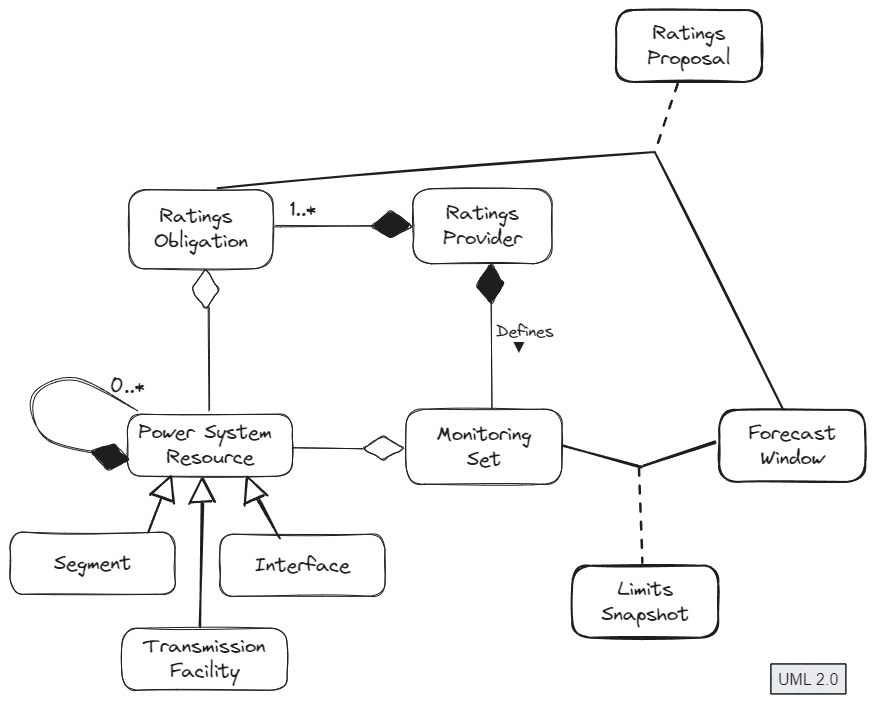 Ratings
Proposal
Ratings
Obligation
1..*
Ratings
Provider
Defines
0..*
Power System
Resource
Monitoring
Set
Forecast
Window
Segment
Interface
Limits
Snapshot
Transmission
Facility
UML 2.0